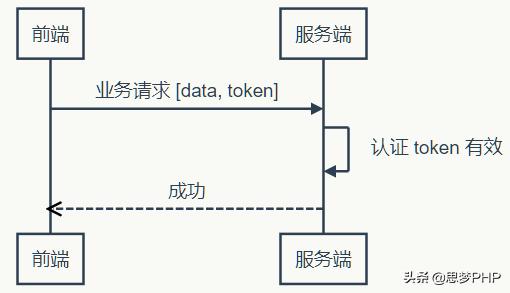 前端
服务端
业务请求 [data, token]
认证 token 有效
成功
前端
服务端
头条 @思梦PHP